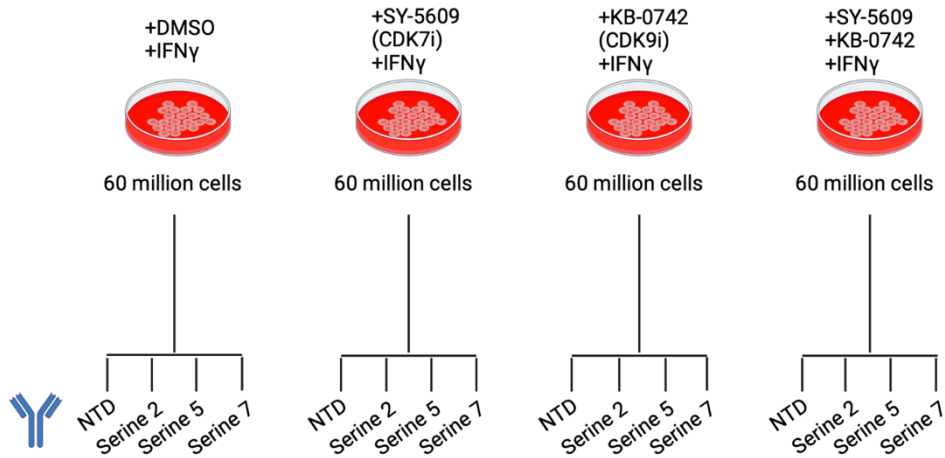 +DMSO
+IFNγ
+SY-5609
(CDK7i)
+IFNγ
+KB-0742
(CDK9i)
+IFNγ
+SY-5609
+KB-0742
+IFNγ
60 million cells
60 million cells
60 million cells
60 million cells
NTD
Serine 2
Serine 5
Serine 7
NTD
Serine 2
Serine 5
Serine 7
NTD
Serine 2
Serine 5
Serine 7
NTD
Serine 2
Serine 5
Serine 7